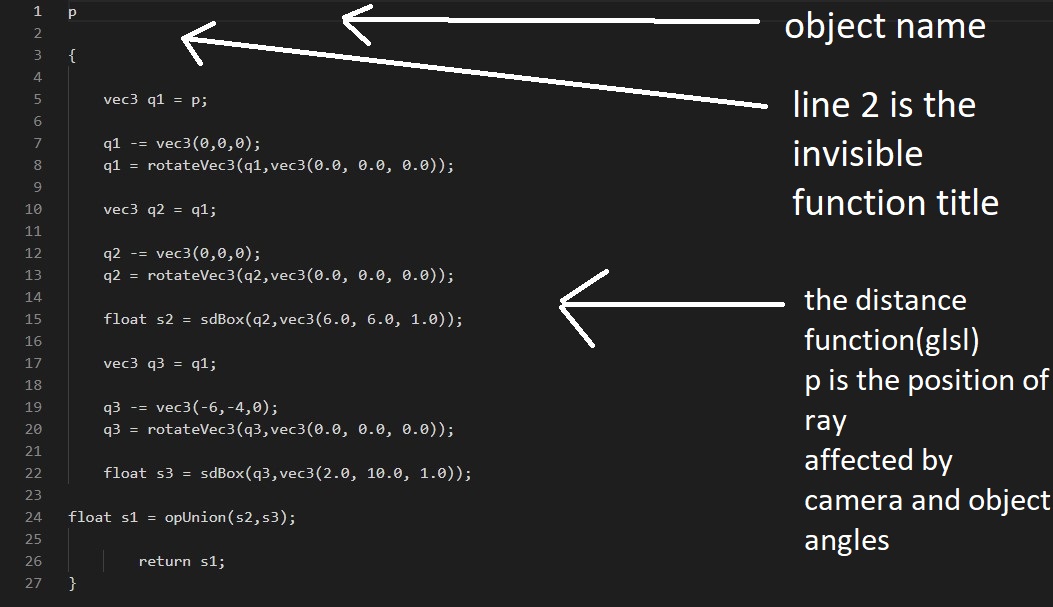 1 p object name
2
3 {
4
5 vec3 q1 = p;
6
7 q1 -= vec3(0,0,0);
8 q1 = rotateVec3(q1,vec3(0.0, 0.0, 0.0));
9
10 vec3 q2 = q1;
11
12 q2 -= vec3(0,0,0);
13 q2 = rotateVec3(q2,vec3(0.0, 0.0, 0.0));
14
15 float s2 = sdBox(q2,vec3(6.0, 6.0, 1.0));
16
17 vec3 q3 = q1;
18
19 q3 -= vec3(-6,-4,0);
20 q3 = rotateVec3(q3,vec3(0.0, 0.0, 0.0));
21
22 float s3 = sdBox(q3,vec3(2.0, 10.0, 1.0));
23
24 float s1 = opUnion(s2,s3);
25
26 return s1;
27 }
line 2 is the
invisible
function title
the distance
function(glsl)
p is the position of
ray
affected by
camera and object
angles